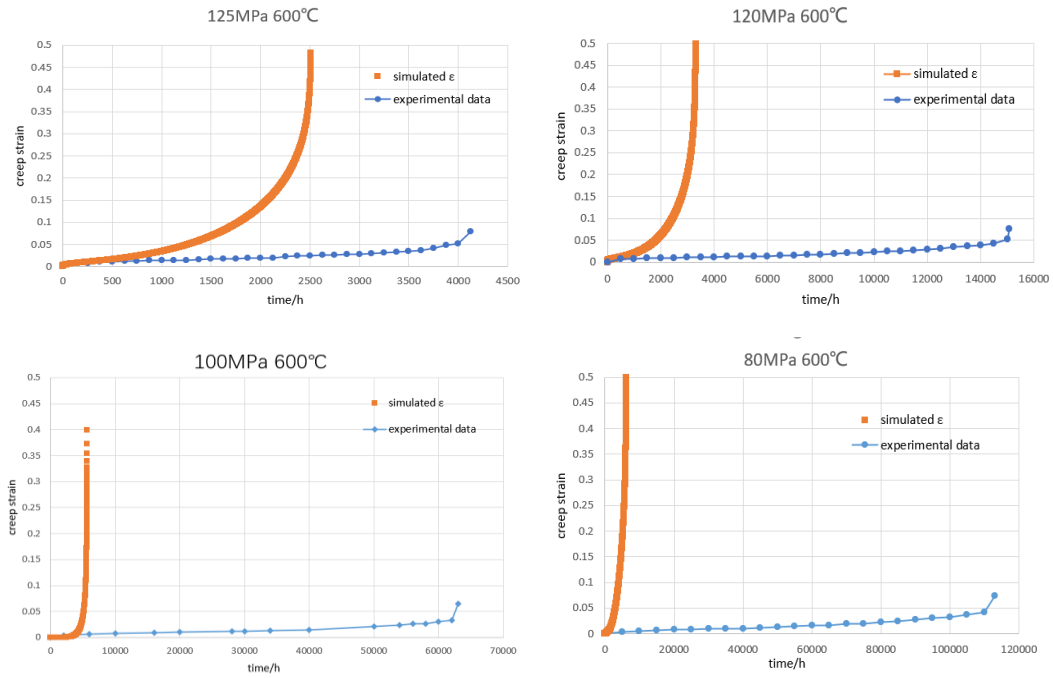 125MPa 600℃
0.5
0.45
0.4
0.35
0.3
0.25
0.2
0.15
0.1
0.05
0
creep strain
simulated ε
experimental data
0 500 1000 1500 2000 2500 3000 3500 4000 4500
time/h
120MPa 600℃
0.5
0.45
0.4
0.35
0.3
0.25
0.2
0.15
0.1
0.05
0
creep strain
simulated ε
experimental data
0 2000 4000 6000 8000 10000 12000 14000 16000
time/h
100MPa 600℃
0.5
0.45
0.4
0.35
0.3
0.25
0.2
0.15
0.1
0.05
0
creep strain
simulated ε
experimental data
0 10000 20000 30000 40000 50000 60000 70000
time/h
80MPa 600℃
0.5
0.45
0.4
0.35
0.3
0.25
0.2
0.15
0.1
0.05
0
creep strain
simulated ε
experimental data
0 20000 40000 60000 80000 100000 120000
time/h